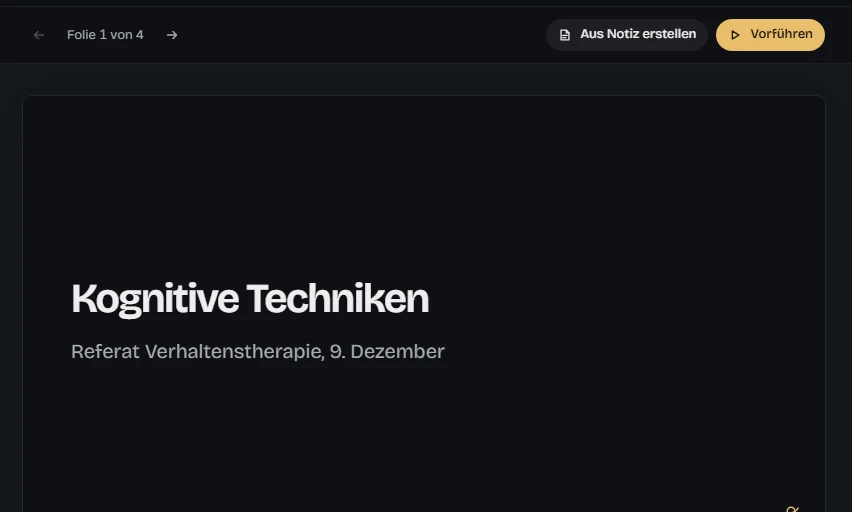 Folie 1 von 4
Aus Notiz erstellen
Vorführen
Kognitive Techniken
Referat Verhaltenstherapie, 9. Dezember